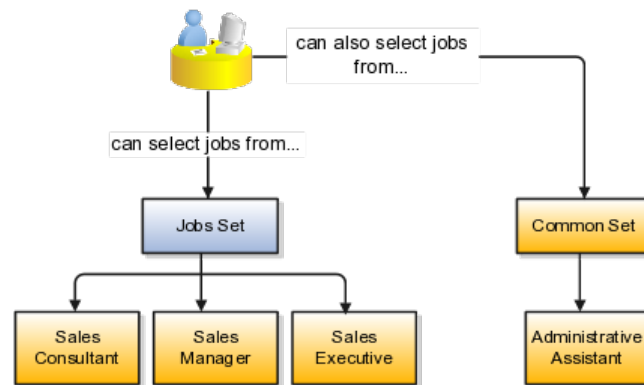 can also select jobs
from...
can select jobs from...
Jobs Set
Common Set
Sales
Consultant
Sales
Manager
Sales
Executive
Administrative
Assistant